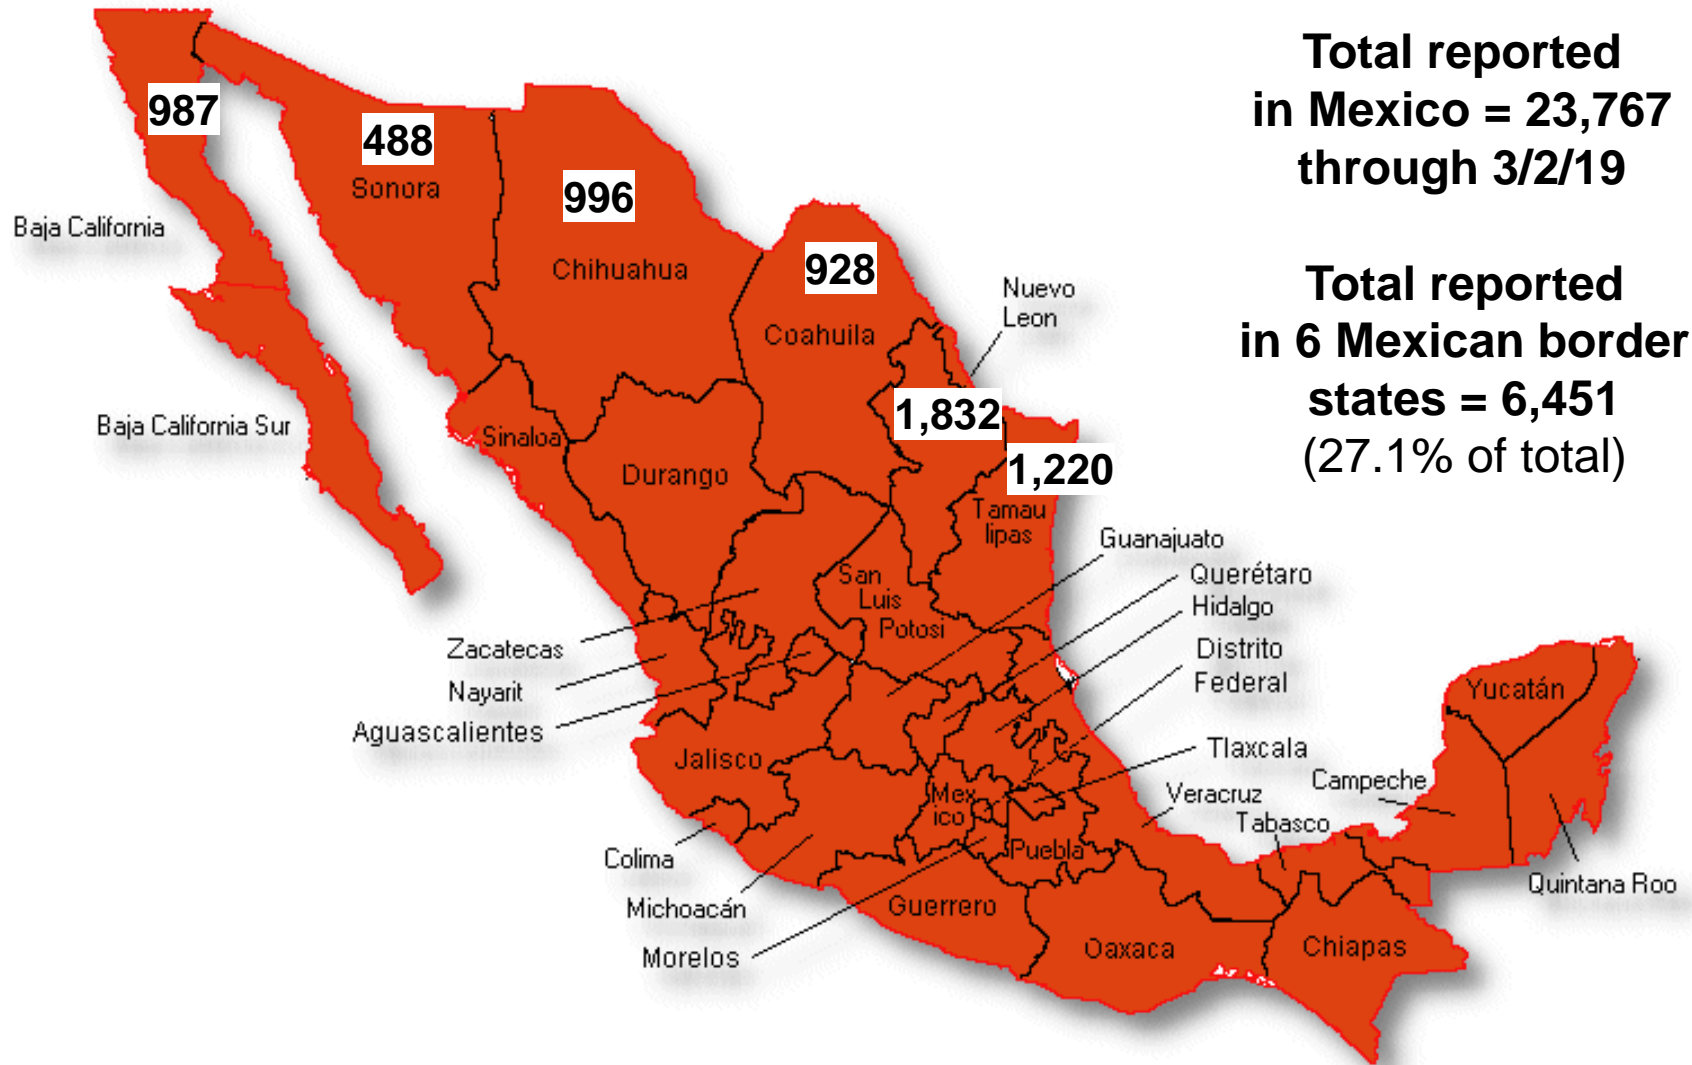 Total reported
in Mexico = 23,767
through 3/2/19
Total reported
in 6 Mexican border
states = 6,451
(27.1% of total)
987
488
Sonora
996
Baja California
Chihuahua
928
Nuevo
Leon
Coahuila
1,832
Baja California Sur
Sinaloa
Durango
1,220
Tamau
lipas
Guanajuato
San
Luis
Potosi
Querétaro
Hidalgo
Zacatecas
Distrito
Federal
Nayarit
Yucatán
Aguascalientes
Jalisco
Tlaxcala
Campeche
Mex
ico
Veracruz
Tabasco
Colima
Puebla
Quintana Roo
Michoacán
Guerrero
Morelos
Oaxaca
Chiapas